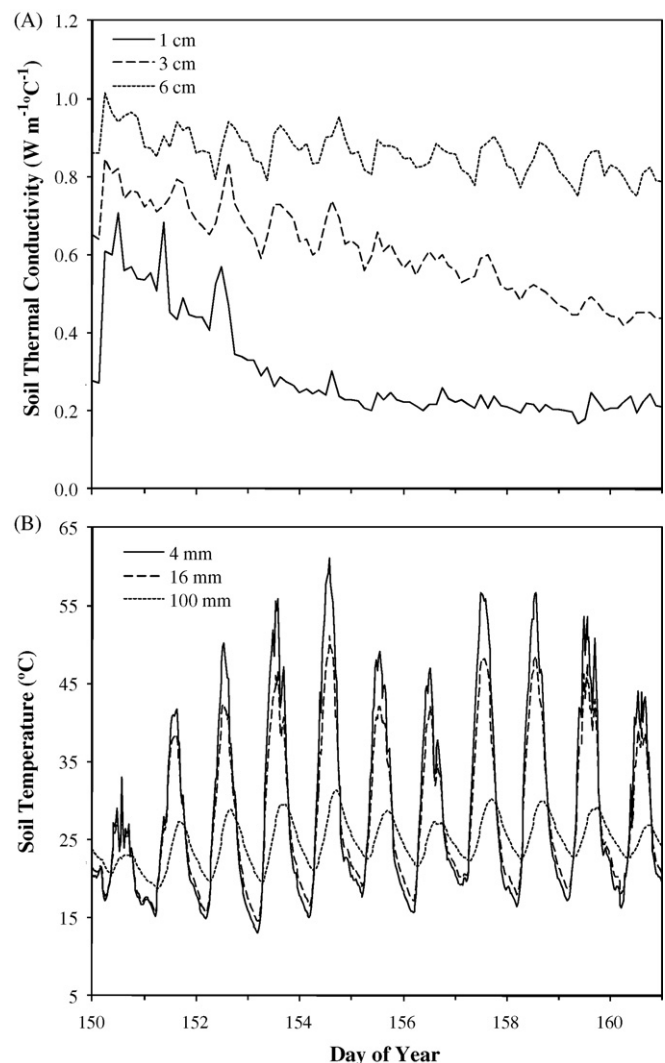 (A)
1.2
1 cm
3 cm
6 cm
1.0
0.8
0.6
0.4
0.2
0.0
Soil Thermal Conductivity (W m⁻¹ºC⁻¹)
(B)
65
4 mm
16 mm
100 mm
55
45
35
25
15
5
Soil Temperature (ºC)
150 152 154 156 158 160
Day of Year